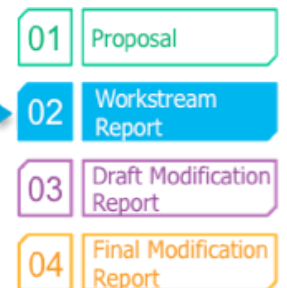 01 Proposal
02 Workstream
Report
03 Draft Modification
Report
04 Final Modification
Report